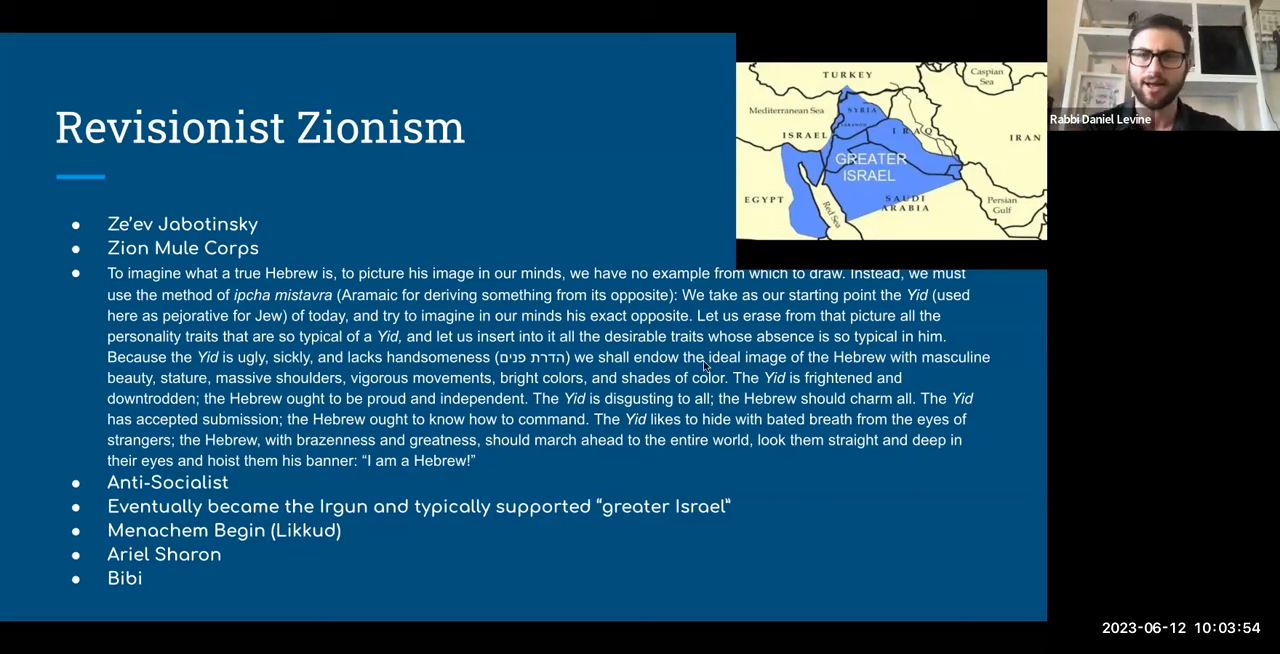 Revisionist Zionism
● Ze’ev Jabotinsky
● Zion Mule Corps
● To imagine what a true Hebrew is, to picture his image in our minds, we have no example from which to draw. Instead, we must
use the method of ipcha mistavra (Aramaic for deriving something from its opposite): We take as our starting point the Yid (used
here as pejorative for Jew) of today, and try to imagine in our minds his exact opposite. Let us erase from that picture all the
personality traits that are so typical of a Yid, and let us insert into it all the desirable traits whose absence is so typical in him.
Because the Yid is ugly, sickly, and lacks handsomeness (הדרת פנים) we shall endow the ideal image of the Hebrew with masculine
beauty, stature, massive shoulders, vigorous movements, bright colors, and shades of color. The Yid is frightened and
downtrodden; the Hebrew ought to be proud and independent. The Yid is disgusting to all; the Hebrew should charm all. The Yid
has accepted submission; the Hebrew ought to know how to command. The Yid likes to hide with bated breath from the eyes of
strangers; the Hebrew, with brazenness and greatness, should march ahead to the entire world, look them straight and deep in
their eyes and hoist them his banner: “I am a Hebrew!”
● Anti-Socialist
● Eventually became the Irgun and typically supported “greater Israel”
● Menachem Begin (Likkud)
● Ariel Sharon
● Bibi
TURKEY
Caspian
Sea
Mediterranean Sea
SYRIA
LEBANON
ISRAEL
IRAQ
IRAN
GREATER
ISRAEL
EGYPT
Red Sea
SAUDI
ARABIA
Persian
Gulf
Rabbi Daniel Levine
2023-06-12 10:03:54